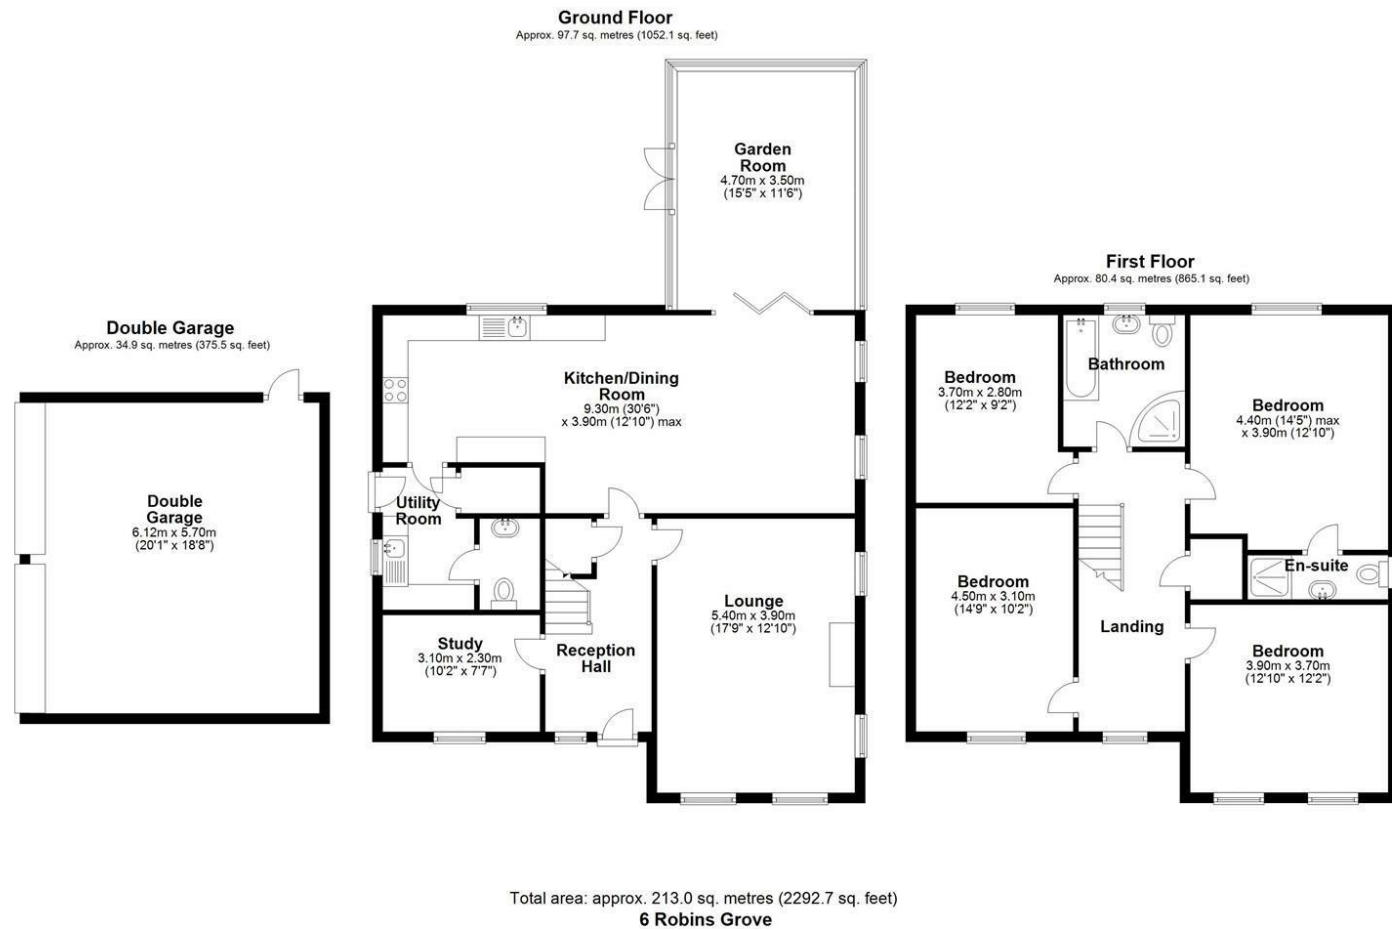 Ground Floor
Approx. 97.7 sq. metres (1052.1 sq. feet)
Garden
Room
4.70m x 3.50m
(15'5" x 11'6")
First Floor
Approx. 80.4 sq. metres (865.1 sq. feet)
Double Garage
Approx. 34.9 sq. metres (375.5 sq. feet)
Kitchen/Dining
Room
9.30m (30'6")
x 3.90m (12'10") max
Bedroom
3.70m x 2.80m
(12'2" x 9'2")
Bathroom
Bedroom
4.40m (14'5") max
x 3.90m (12'10")
Double
Garage
6.12m x 5.70m
(20'1" x 18'8")
Utility
Room
Lounge
5.40m x 3.90m
(17'9" x 12'10")
Study
3.10m x 2.30m
(10'2" x 7'7")
Reception
Hall
Bedroom
4.50m x 3.10m
(14'9" x 10'2")
Landing
En-suite
Bedroom
3.90m x 3.70m
(12'10" x 12'2")
Total area: approx. 213.0 sq. metres (2292.7 sq. feet)
6 Robins Grove